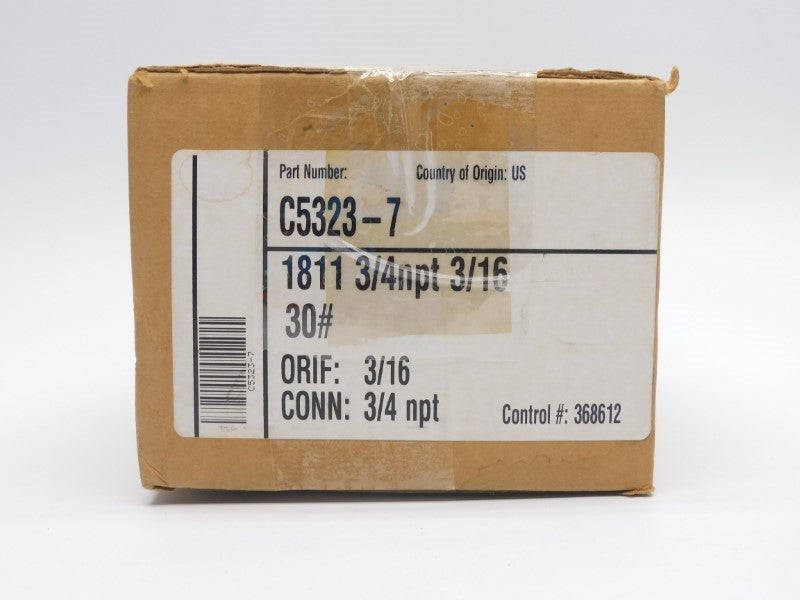 Part Number: Country of Origin: US
C5323-7
1811 3/4npt 3/16
30#
ORIF: 3/16
CONN: 3/4 npt
Control #: 368612
C5323-7